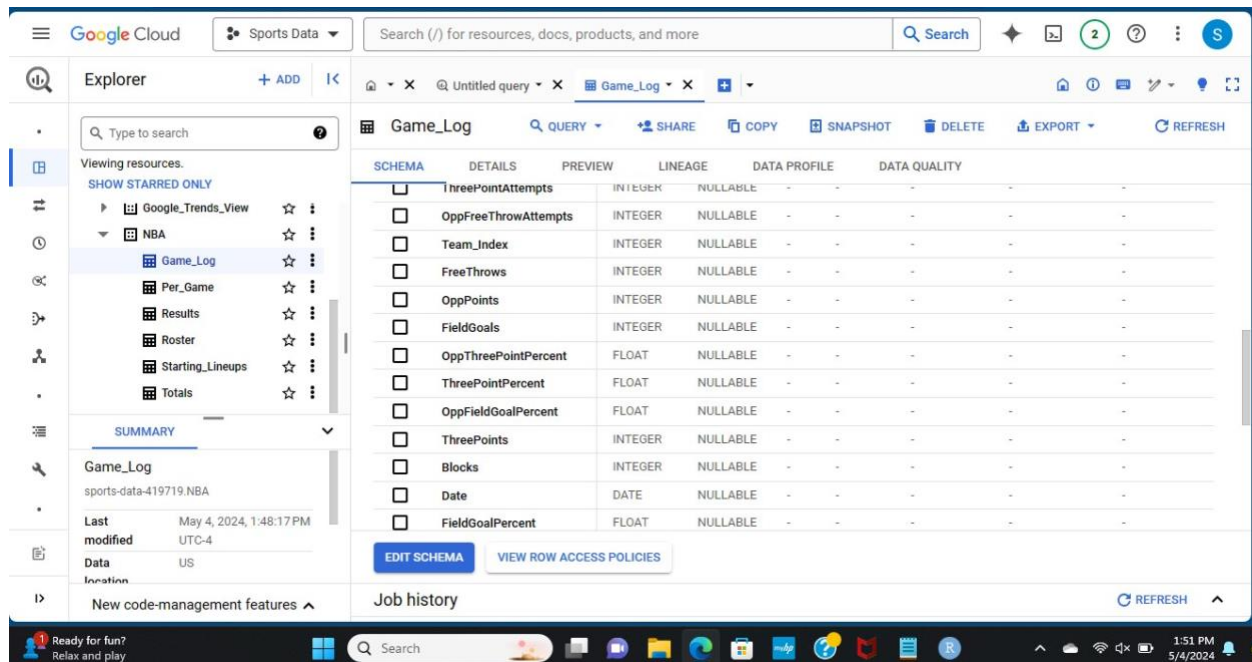 Google Cloud
Sports Data
Search (/) for resources, docs, products, and more
Search
2
S
Explorer
+ ADD
Untitled query
Game_Log
Type to search
Viewing resources.
SHOW STARRED ONLY
Google_Trends_View
NBA
Game_Log
Per_Game
Results
Roster
Starting_Lineups
Totals
SUMMARY
Game_Log
sports-data-419719.NBA
Last modified
May 4, 2024, 1:48:17 PM UTC-4
Data location
US
New code-management features
Game_Log
QUERY
SHARE
COPY
SNAPSHOT
DELETE
EXPORT
REFRESH
SCHEMA DETAILS PREVIEW LINEAGE DATA PROFILE DATA QUALITY
ThreePointAttempts INTEGER NULLABLE - - - - -
OppFreeThrowAttempts INTEGER NULLABLE - - - - -
Team_Index INTEGER NULLABLE - - - - -
FreeThrows INTEGER NULLABLE - - - - -
OppPoints INTEGER NULLABLE - - - - -
FieldGoals INTEGER NULLABLE - - - - -
OppThreePointPercent FLOAT NULLABLE - - - - -
ThreePointPercent FLOAT NULLABLE - - - - -
OppFieldGoalPercent FLOAT NULLABLE - - - - -
ThreePoints INTEGER NULLABLE - - - - -
Blocks INTEGER NULLABLE - - - - -
Date DATE NULLABLE - - - - -
FieldGoalPercent FLOAT NULLABLE - - - - -
EDIT SCHEMA
VIEW ROW ACCESS POLICIES
Job history
REFRESH
1
Ready for fun?
Relax and play
Search
R
1:51 PM
5/4/2024